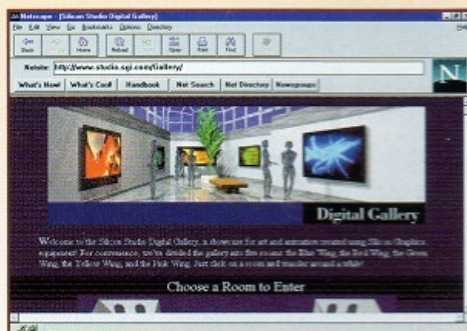 Netscape - [Silicon Studio Digital Gallery]
File Edit View Go Bookmarks Options Directory Help
Back Home Reload Open Print Find
Netsite: http://www.studio.sgi.com/Gallery/
What's New! What's Cool! Handbook Net Search Net Directory Newsgroups
N
Digital Gallery
Welcome to the Silicon Studio Digital Gallery, a showcase for art and animation created using Silicon Graphics
equipment! For convenience, we've divided the gallery into five rooms: the Blue Wing, the Red Wing, the Green
Wing, the Yellow Wing, and the Pink Wing. Just click on a room and wander around a while!
Choose a Room to Enter